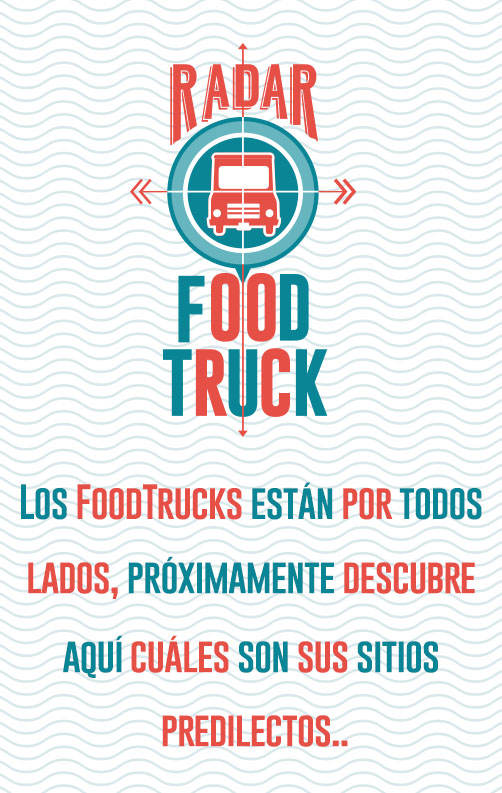 RADAR
FOOD
TRUCK
LOS FOODTRUCKS ESTÁN POR TODOS
LADOS, PRÓXIMAMENTE DESCUBRE
AQUÍ CUÁLES SON SUS SITIOS
PREDILECTOS..